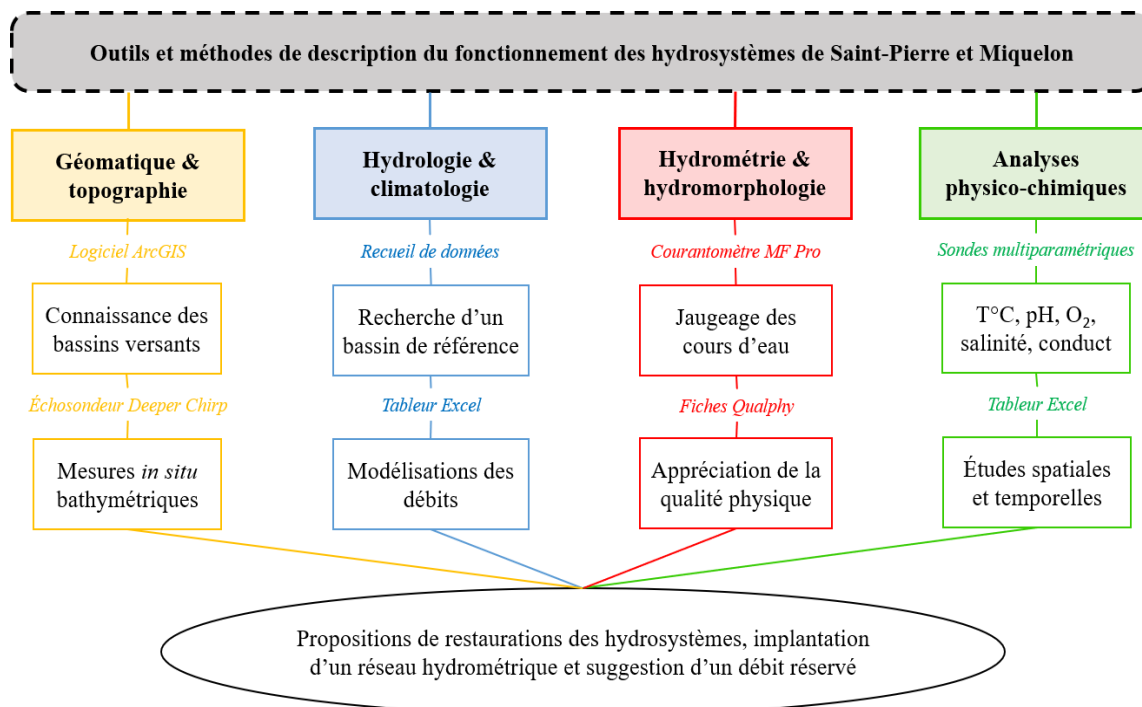 Outils et méthodes de description du fonctionnement des hydrosystèmes de Saint-Pierre et Miquelon
Géomatique &
topographie
Logiciel ArcGIS
Connaissance des
bassins versants
Échosondeur Deeper Chirp
Mesures in situ
bathymétriques
Hydrologie &
climatologie
Recueil de données
Recherche d’un
bassin de référence
Tableur Excel
Modélisations des
débits
Hydrométrie &
hydromorphologie
Courantomètre MF Pro
Jaugeage des
cours d’eau
Fiches Qualphy
Appréciation de la
qualité physique
Analyses
physico-chimiques
Sondes multiparamétriques
T°C, pH, O₂,
salinité, conduct
Tableur Excel
Études spatiales
et temporelles
Propositions de restaurations des hydrosystèmes, implantation
d’un réseau hydrométrique et suggestion d’un débit réservé